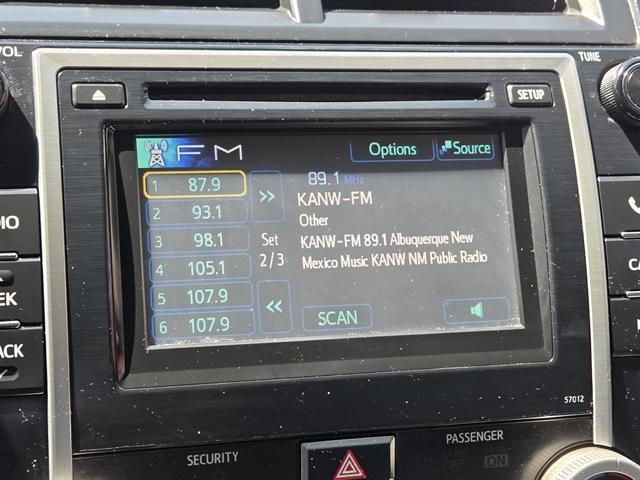 VOL
TUNE
SETUP
FM
Options
Source
1 87.9
2 93.1
3 98.1
4 105.1
5 107.9
6 107.9
Set
2/3
89.1 MHz
KANW-FM
Other
KANW-FM 89.1 Albuquerque New
Mexico Music KANW NM Public Radio
SCAN
57012
SECURITY
PASSENGER
OFF ON